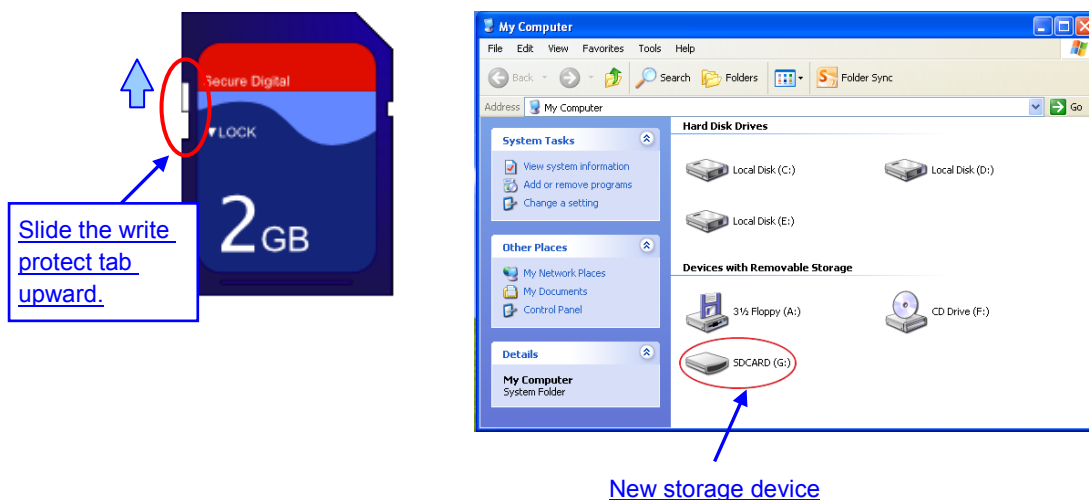 Secure Digital
▼LOCK
2GB
Slide the write
protect tab
upward.
My Computer
File Edit View Favorites Tools Help
Back Search Folders Folder Sync
Address My Computer Go
System Tasks
View system information
Add or remove programs
Change a setting
Other Places
My Network Places
My Documents
Control Panel
Details
My Computer
System Folder
Hard Disk Drives
Local Disk (C:) Local Disk (D:)
Local Disk (E:)
Devices with Removable Storage
3½ Floppy (A:) CD Drive (F:)
SDCARD (G:)
New storage device